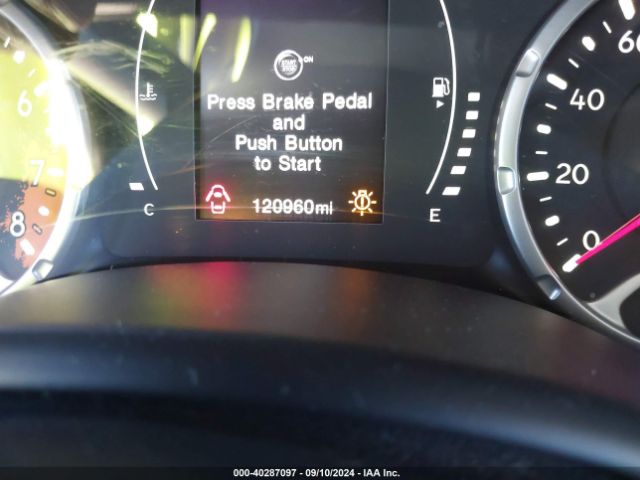 START
STOP
ON
Press Brake Pedal
and
Push Button
to Start
120960mi
C
E
6
7
8
60
40
20
0
000-40287097 - 09/10/2024 - IAA Inc.